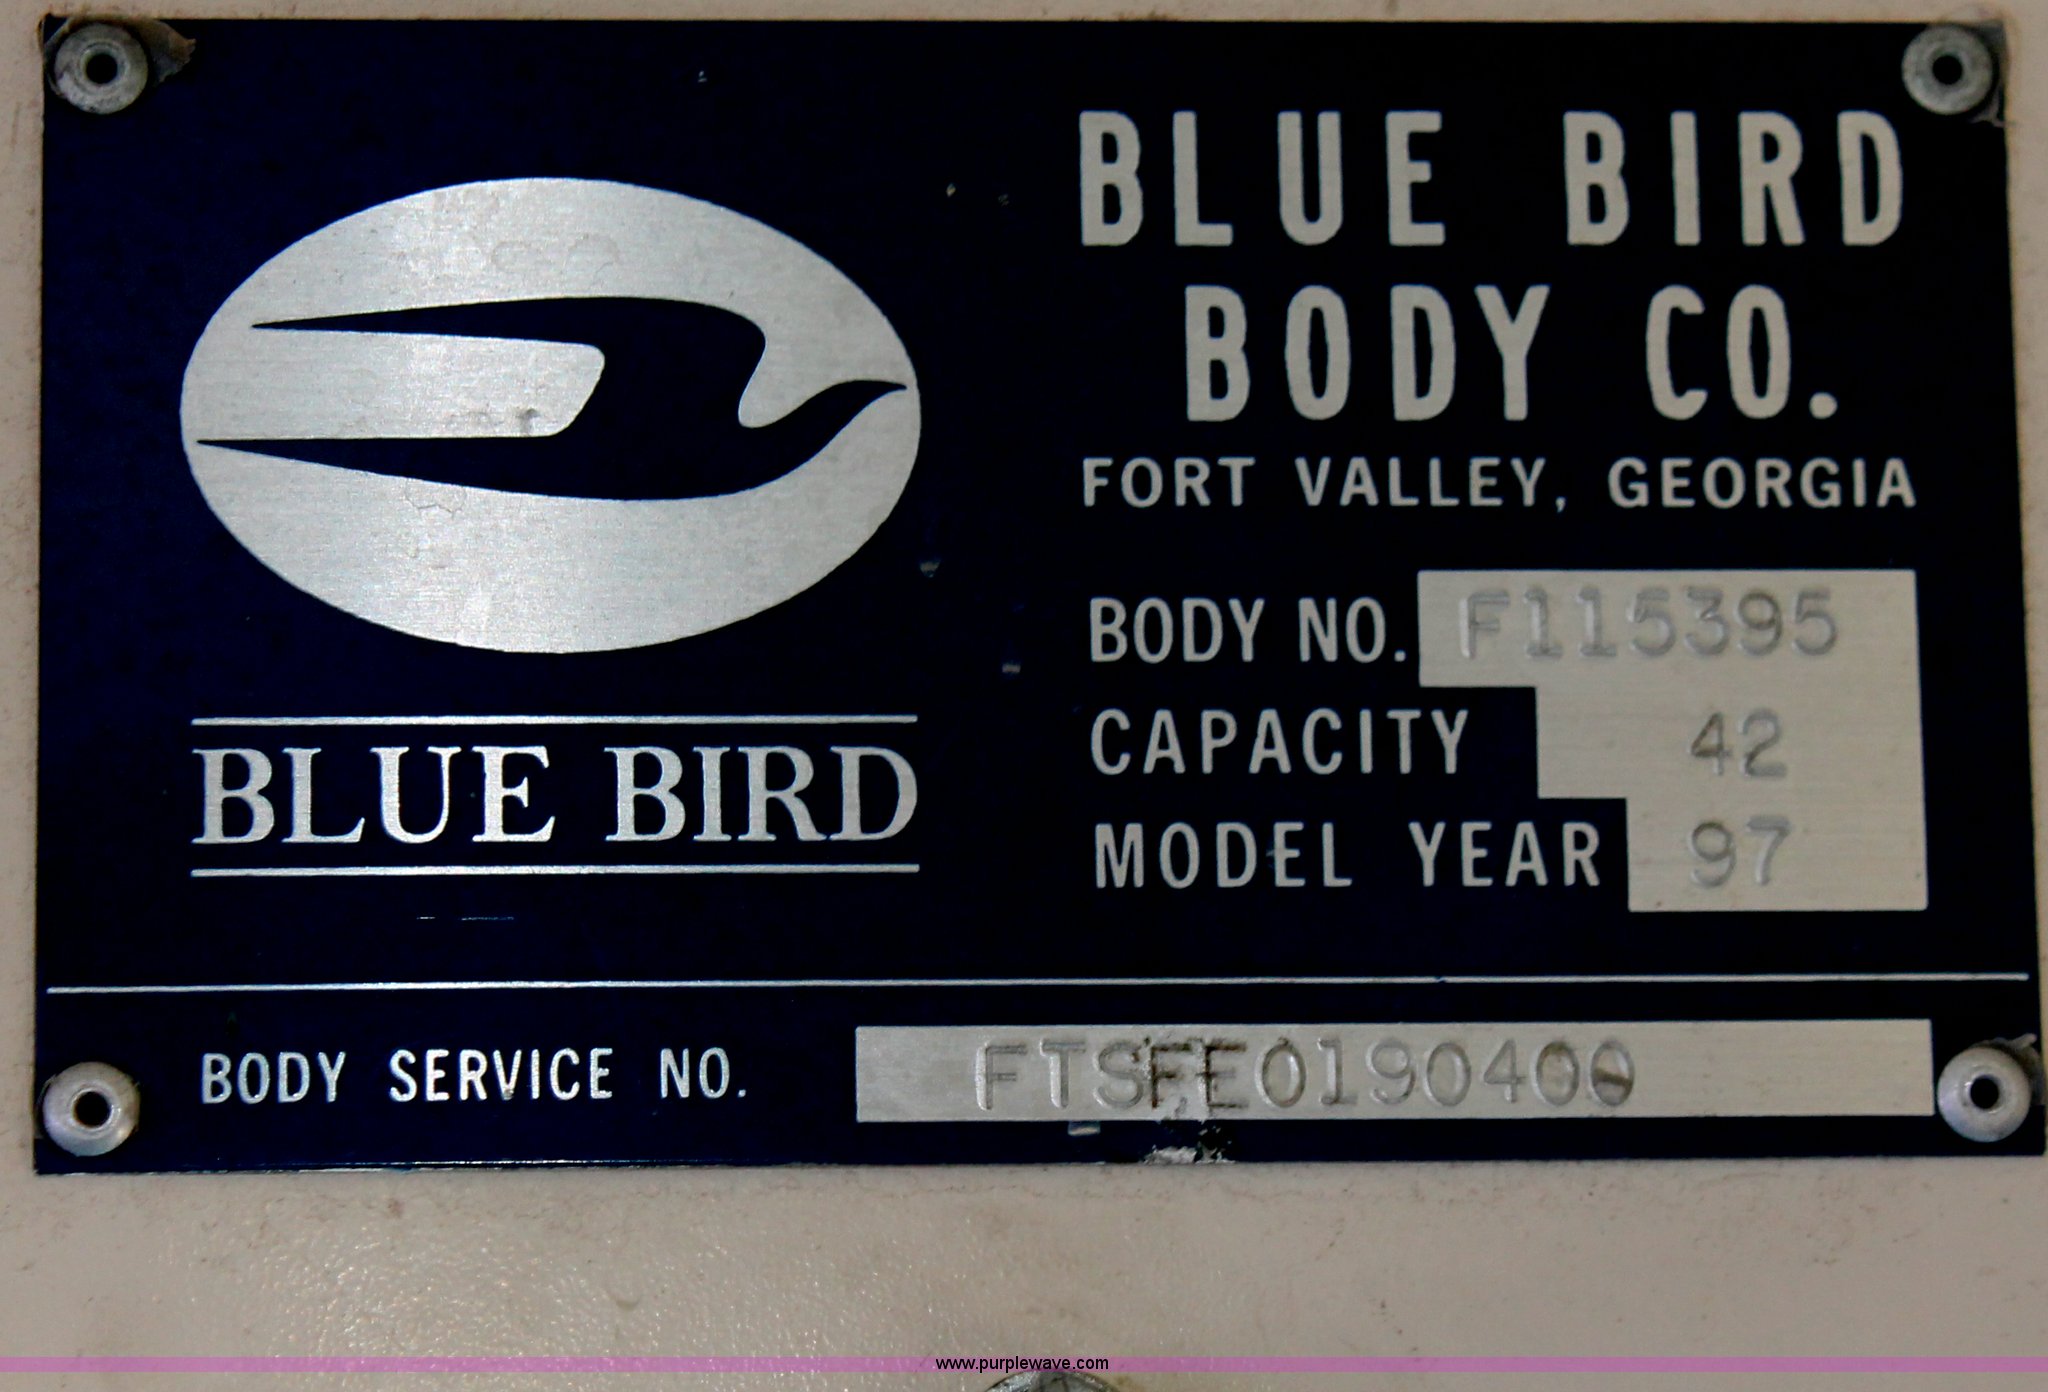 BLUE BIRD
BODY CO.
FORT VALLEY, GEORGIA
BODY NO. F115395
CAPACITY 42
MODEL YEAR 97
BLUE BIRD
BODY SERVICE NO. FTSFE0190400
www.purplewave.com